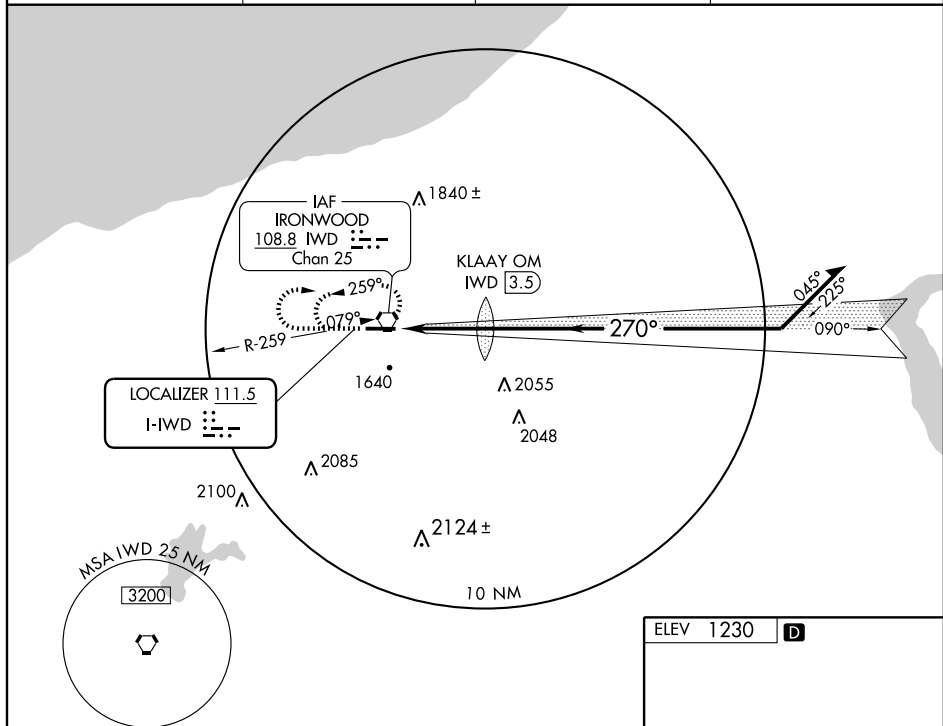 1840 ±
IAF
IRONWOOD
108.8 IWD
Chan 25
KLAAY OM
IWD 3.5
259°
079°
R-259
045°
225°
270°
090°
1640
2055
LOCALIZER 111.5
I-IWD
2048
2085
2100
2124 ±
MSA IWD 25 NM
3200
10 NM
ELEV 1230 D